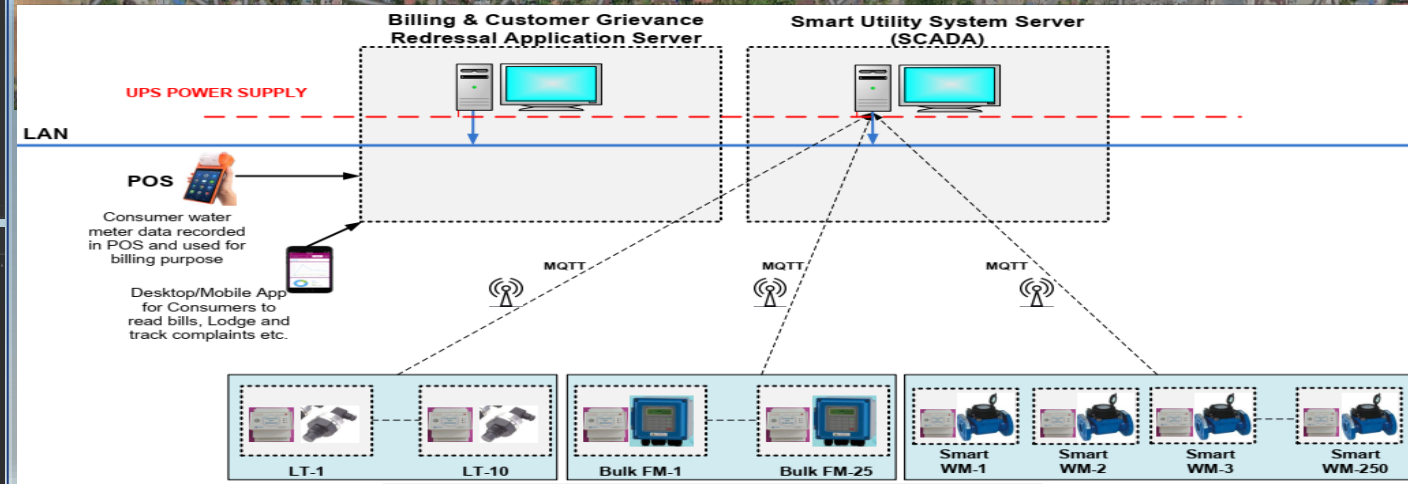 Billing & Customer Grievance
Redressal Application Server
Smart Utility System Server
(SCADA)
UPS POWER SUPPLY
LAN
POS
Consumer water
meter data recorded
in POS and used for
billing purpose
Desktop/Mobile App
for Consumers to
read bills, Lodge and
track complaints etc.
MQTT
MQTT
MQTT
LT-1
LT-10
Bulk FM-1
Bulk FM-25
Smart
WM-1
Smart
WM-2
Smart
WM-3
Smart
WM-250